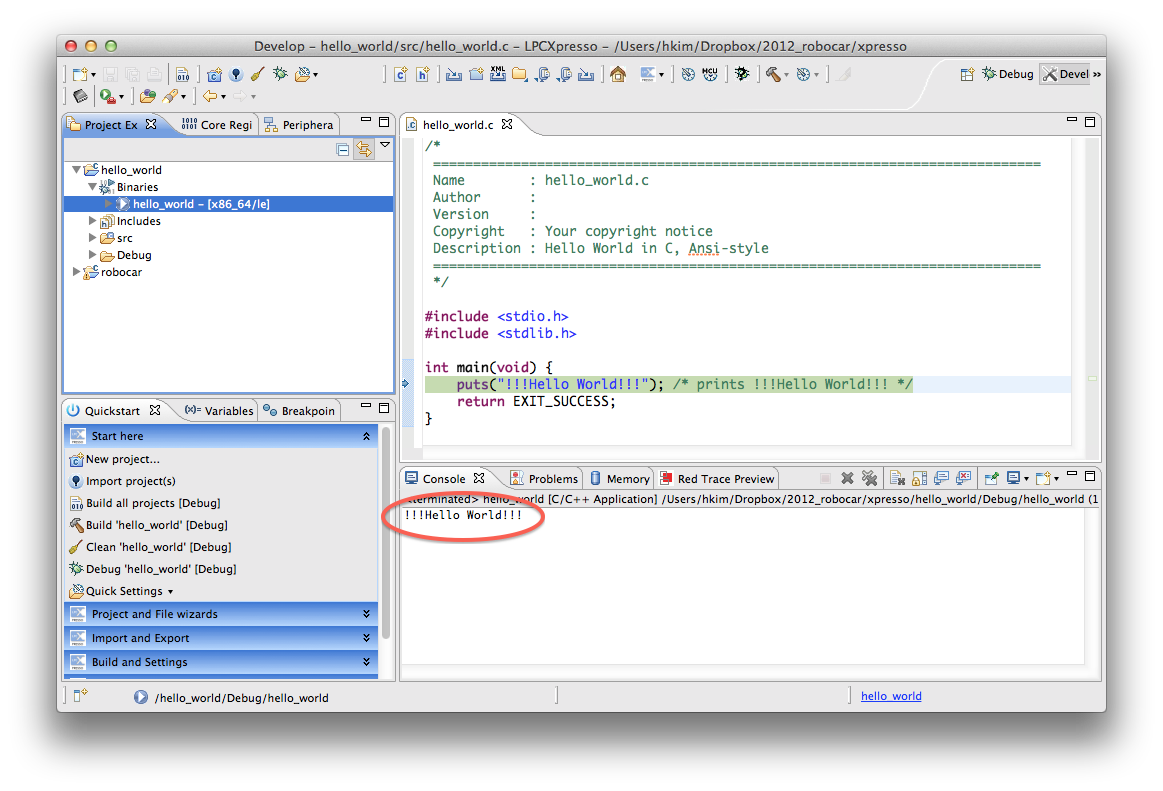 Develop – hello_world/src/hello_world.c – LPCXpresso – /Users/hkim/Dropbox/2012_robocar/xpresso
Debug
Devel »
Project Ex
Core Regi
Periphera
hello_world
Binaries
hello_world – [x86_64/le]
Includes
src
Debug
robocar
hello_world.c
/*
============================================================================
Name        : hello_world.c
Author      :
Version     :
Copyright   : Your copyright notice
Description : Hello World in C, Ansi-style
============================================================================
*/
#include <stdio.h>
#include <stdlib.h>
int main(void) {
puts("!!!Hello World!!!"); /* prints !!!Hello World!!! */
return EXIT_SUCCESS;
}
Quickstart
(x)= Variables
Breakpoin
Start here
New project...
Import project(s)
Build all projects [Debug]
Build 'hello_world' [Debug]
Clean 'hello_world' [Debug]
Debug 'hello_world' [Debug]
Quick Settings
Project and File wizards
Import and Export
Build and Settings
Console
Problems
Memory
Red Trace Preview
<terminated> hello_world [C/C++ Application] /Users/hkim/Dropbox/2012_robocar/xpresso/hello_world/Debug/hello_world (1
!!!Hello World!!!
/hello_world/Debug/hello_world
hello world